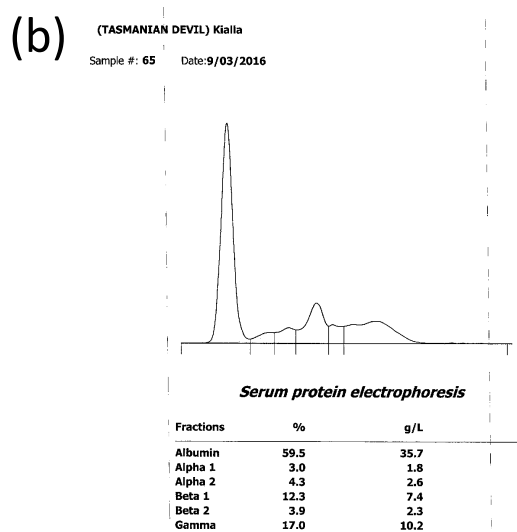 (b)
(TASMANIAN DEVIL) Kialla
Sample #: 65 Date:9/03/2016
Serum protein electrophoresis
Fractions % g/L
Albumin 59.5 35.7
Alpha 1 3.0 1.8
Alpha 2 4.3 2.6
Beta 1 12.3 7.4
Beta 2 3.9 2.3
Gamma 17.0 10.2